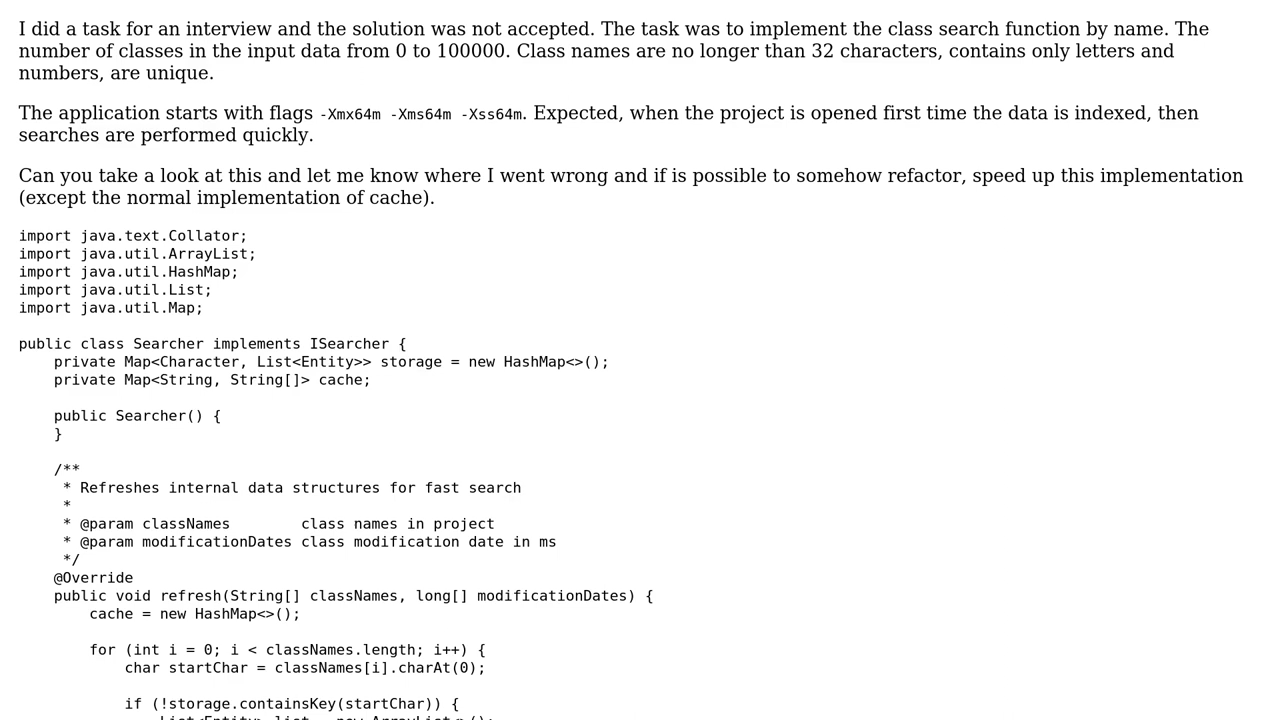 I did a task for an interview and the solution was not accepted. The task was to implement the class search function by name. The
number of classes in the input data from 0 to 100000. Class names are no longer than 32 characters, contains only letters and
numbers, are unique.
The application starts with flags -Xmx64m -Xms64m -Xss64m. Expected, when the project is opened first time the data is indexed, then
searches are performed quickly.
Can you take a look at this and let me know where I went wrong and if is possible to somehow refactor, speed up this implementation
(except the normal implementation of cache).
import java.text.Collator;
import java.util.ArrayList;
import java.util.HashMap;
import java.util.List;
import java.util.Map;
public class Searcher implements ISearcher {
    private Map<Character, List<Entity>> storage = new HashMap<>();
    private Map<String, String[]> cache;
    public Searcher() {
    }
    /**
     * Refreshes internal data structures for fast search
     *
     * @param classNames        class names in project
     * @param modificationDates class modification date in ms
     */
    @Override
    public void refresh(String[] classNames, long[] modificationDates) {
        cache = new HashMap<>();
        for (int i = 0; i < classNames.length; i++) {
            char startChar = classNames[i].charAt(0);
            if (!storage.containsKey(startChar)) {
                List<Entity> list = new ArrayList<>();